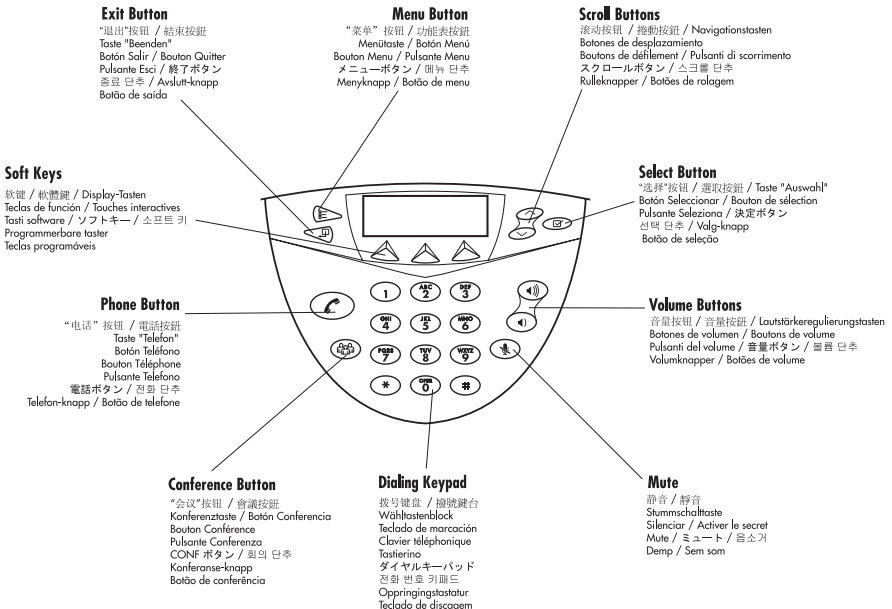 Exit Button
"退出"按钮 / 結束按鈕
Taste "Beenden"
Botón Salir / Bouton Quitter
Pulsante Esci / 終了ボタン
종료 단추 / Avslutt-knapp
Botão de saída
Menu Button
"菜单" 按钮 / 功能表按鈕
Menütaste / Botón Menú
Bouton Menu / Pulsante Menu
メニューボタン / 메뉴 단추
Menyknapp / Botão de menu
Scroll Buttons
滚动按钮 / 捲動按鈕 / Navigationstasten
Botones de desplazamiento
Boutons de défilement / Pulsanti di scorrimento
スクロールボタン / 스크롤 단추
Rulleknapper / Botões de rolagem
Soft Keys
软键 / 軟體鍵 / Display-Tasten
Teclas de función / Touches interactives
Tasti software / ソフトキー / 소프트 키
Programmerbare taster
Teclas programáveis
Select Button
"选择"按钮 / 選取按鈕 / Taste "Auswahl"
Botón Seleccionar / Bouton de sélection
Pulsante Seleziona / 決定ボタン
선택 단추 / Valg-knapp
Botão de seleção
Phone Button
"电话" 按钮 / 電話按鈕
Taste "Telefon"
Botón Teléfono
Bouton Téléphone
Pulsante Telefono
電話ボタン / 전화 단추
Telefon-knapp / Botão de telefone
1
ABC
2
DEF
3
GHI
4
JKL
5
MNO
6
PQRS
7
TUV
8
WXYZ
9
*
OPER
0
#
Volume Buttons
音量按钮 / 音量按鈕 / Lautstärkeregulierungstasten
Botones de volumen / Boutons de volume
Pulsanti del volume / 音量ボタン / 볼륨 단추
Volumknapper / Botões de volume
Conference Button
"会议"按钮 / 會議按鈕
Konferenztaste / Botón Conferencia
Bouton Conférence
Pulsante Conferenza
CONF ボタン / 회의 단추
Konferanse-knapp
Botão de conferência
Dialing Keypad
拨号键盘 / 撥號鍵台
Wähltastenblock
Teclado de marcación
Clavier téléphonique
Tastierino
ダイヤルキーパッド
전화 번호 키패드
Oppringingstastatur
Teclado de discagem
Mute
静音 / 靜音
Stummschalttaste
Silenciar / Activer le secret
Mute / ミュート / 음소거
Demp / Sem som